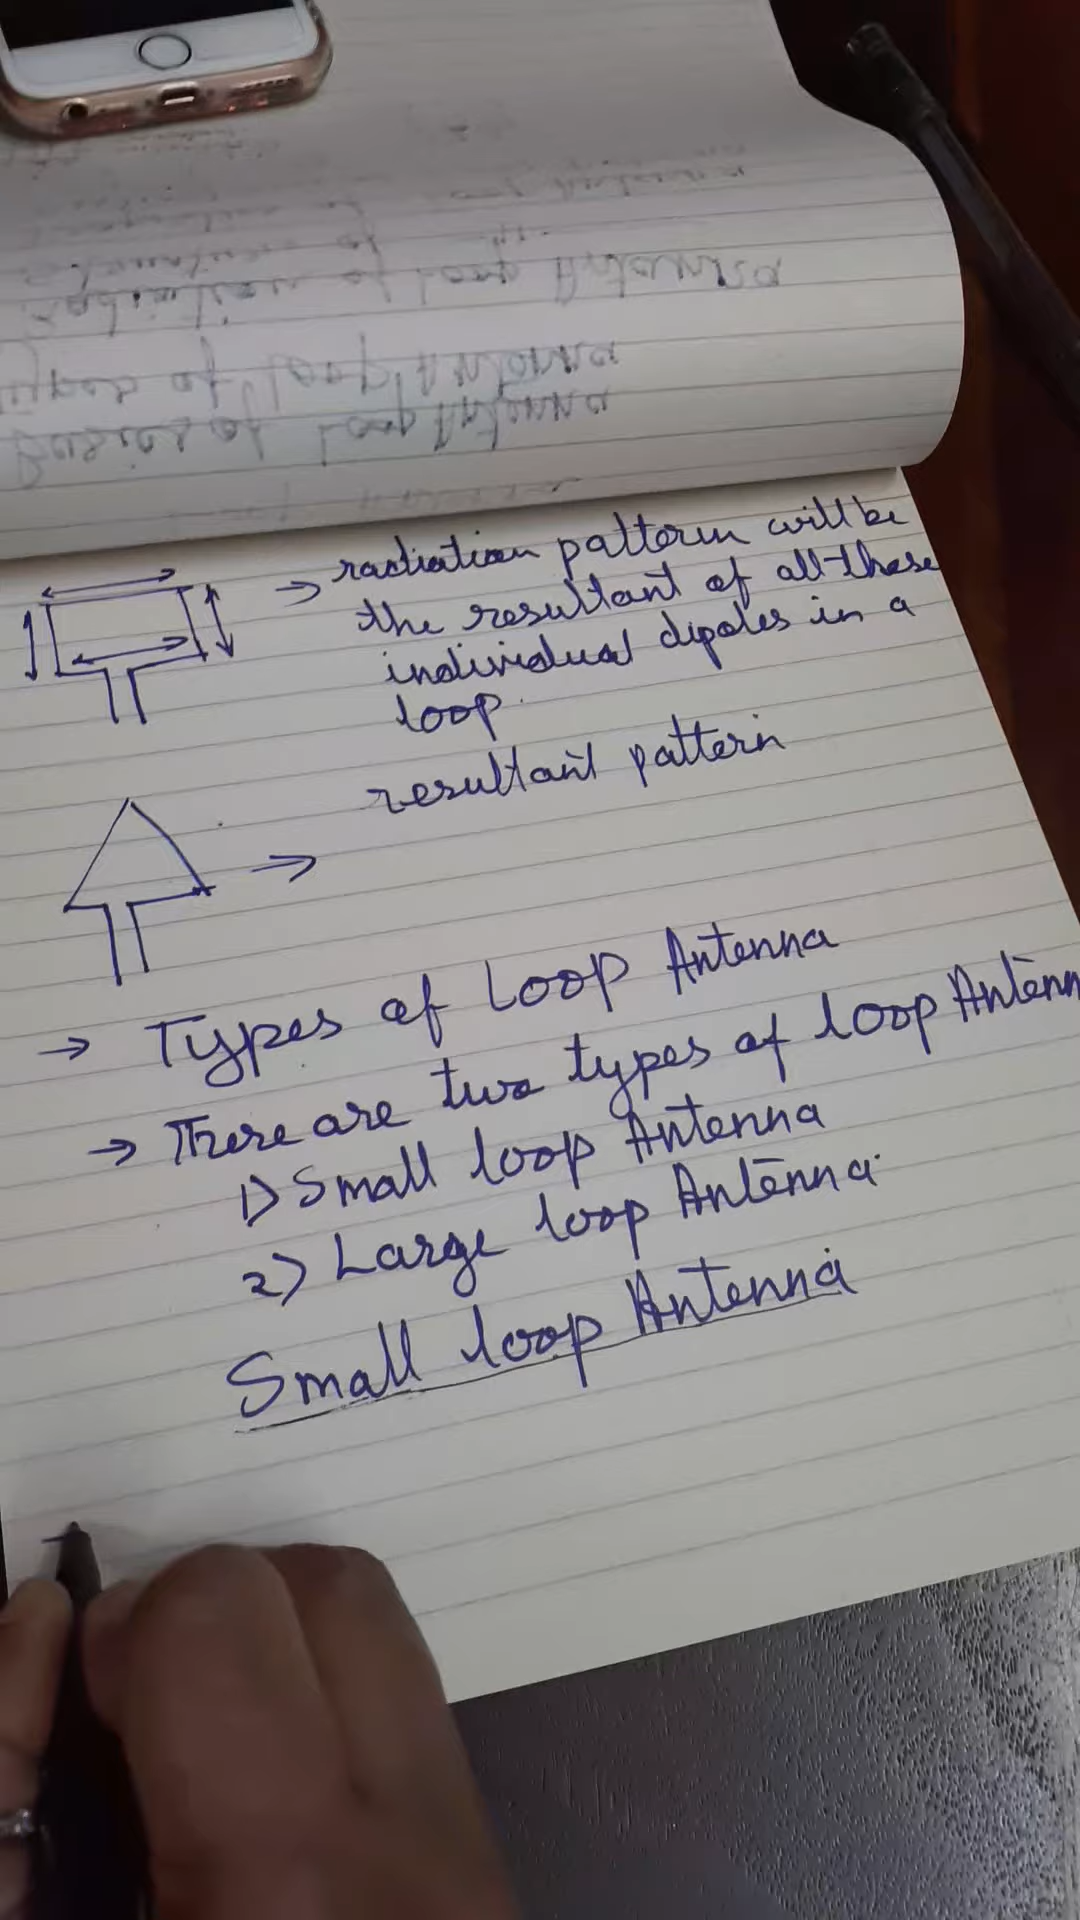 radiation pattern will be
the resultant of all these
individual dipoles in a
loop.
resultant pattern
→ Types of Loop Antenna
→ There are two types of loop Antenn
1) Small loop Antenna
2) Large loop Antenna
Small loop Antenna